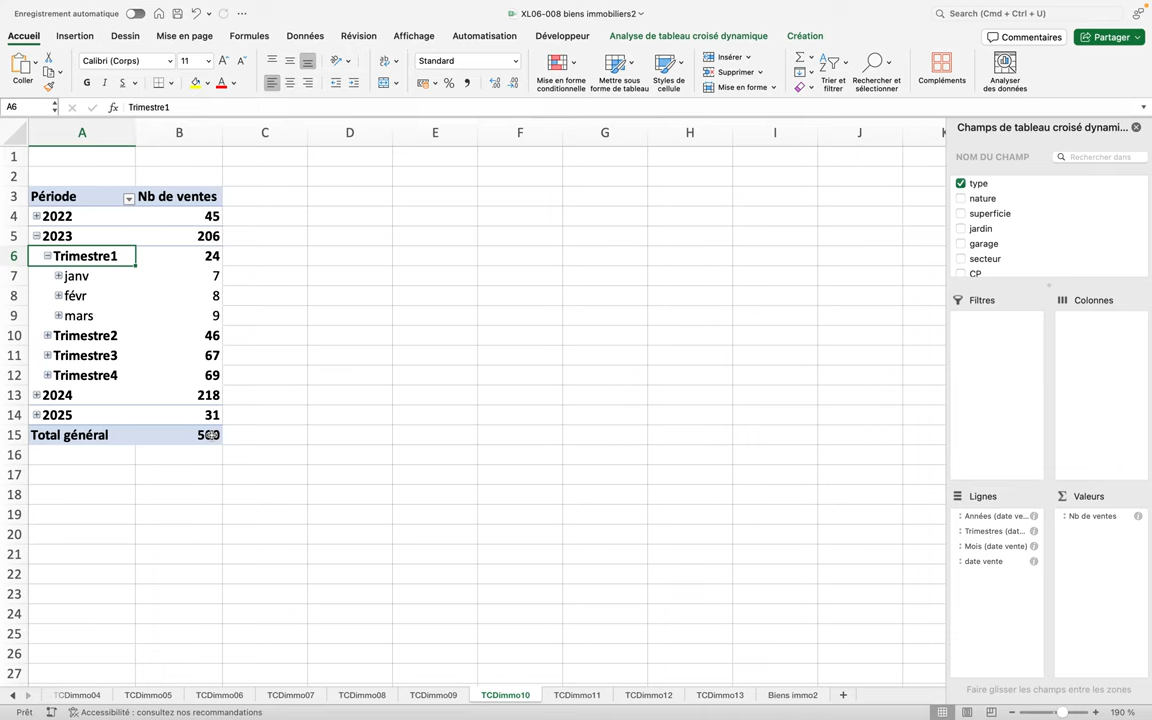 Enregistrement automatique
XL06-008 biens immobiliers2
Search (Cmd + Ctrl + U)
Accueil Insertion Dessin Mise en page Formules Données Révision Affichage Automatisation Développeur Analyse de tableau croisé dynamique Création Commentaires Partager
Coller
Calibri (Corps) 11
G I S
Standard
Mise en forme conditionnelle
Mettre sous forme de tableau
Styles de cellule
Insérer
Supprimer
Mise en forme
Trier et filtrer
Rechercher et sélectionner
Compléments
Analyser des données
A6 fx Trimestre1
A B C D E F G H I J
1
2
3 Période Nb de ventes
4 2022 45
5 2023 206
6 Trimestre1 24
7 janv 7
8 févr 8
9 mars 9
10 Trimestre2 46
11 Trimestre3 67
12 Trimestre4 69
13 2024 218
14 2025 31
15 Total général
16
17
18
19
20
21
22
23
24
25
26
27
Champs de tableau croisé dynami...
NOM DU CHAMP Rechercher dans
type
nature
superficie
jardin
garage
secteur
CP
Filtres Colonnes
Lignes Valeurs
Années (date ve... Nb de ventes
Trimestres (dat...
Mois (date vente)
date vente
Faire glisser les champs entre les zones
TCDimmo04 TCDimmo05 TCDimmo06 TCDimmo07 TCDimmo08 TCDimmo09 TCDimmo10 TCDimmo11 TCDimmo12 TCDimmo13 Biens immo2
Prêt Accessibilité : consultez nos recommandations 190 %